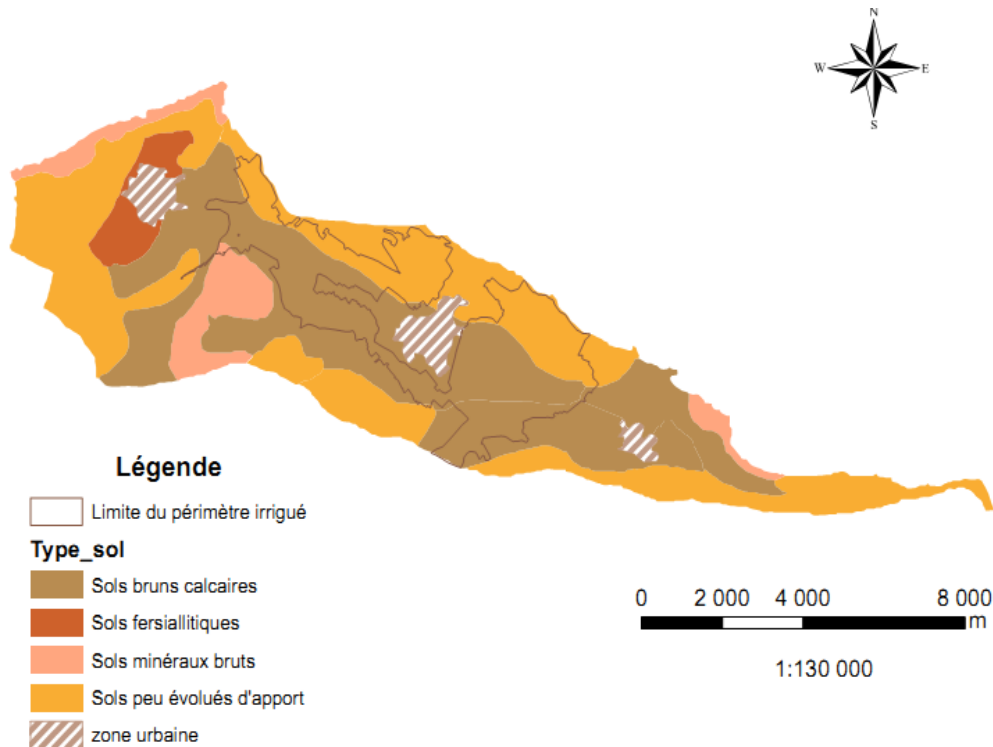 N
W E
S
Légende
Limite du périmètre irrigué
Type_sol
Sols bruns calcaires
Sols fersiallitiques
Sols minéraux bruts
Sols peu évolués d'apport
zone urbaine
0 2 000 4 000 8 000
m
1:130 000